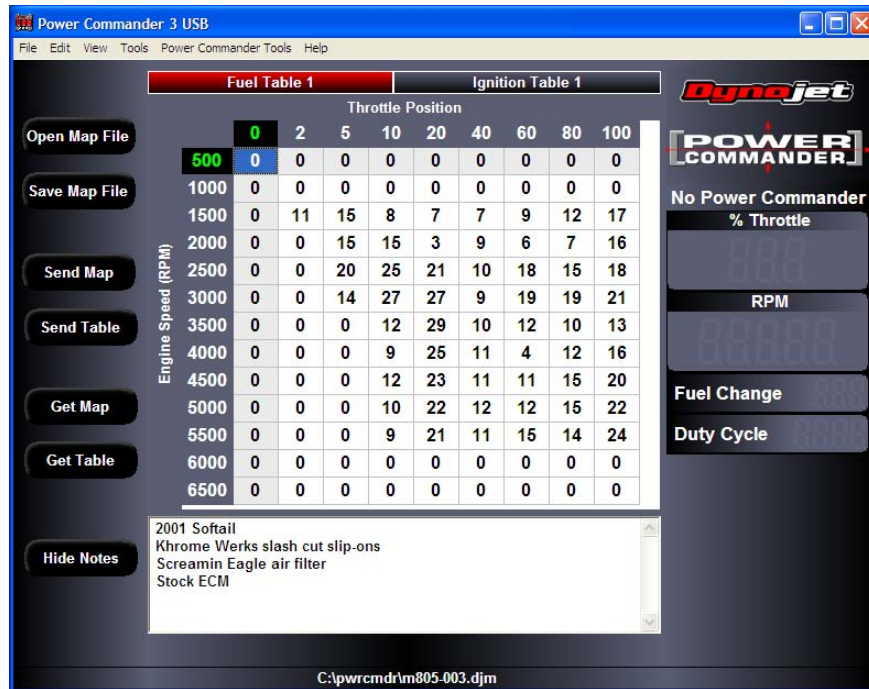 Power Commander 3 USB
File Edit View Tools Power Commander Tools Help
Fuel Table 1 Ignition Table 1
Throttle Position
0 2 5 10 20 40 60 80 100
Engine Speed (RPM)
500 0 0 0 0 0 0 0 0 0
1000 0 0 0 0 0 0 0 0 0
1500 0 11 15 8 7 7 9 12 17
2000 0 0 15 15 3 9 6 7 16
2500 0 0 20 25 21 10 18 15 18
3000 0 0 14 27 27 9 19 19 21
3500 0 0 0 12 29 10 12 10 13
4000 0 0 0 9 25 11 4 12 16
4500 0 0 0 12 23 11 11 15 20
5000 0 0 0 10 22 12 12 15 22
5500 0 0 0 9 21 11 15 14 24
6000 0 0 0 0 0 0 0 0 0
6500 0 0 0 0 0 0 0 0 0
Open Map File
Save Map File
Send Map
Send Table
Get Map
Get Table
Hide Notes
2001 Softail
Khrome Werks slash cut slip-ons
Screamin Eagle air filter
Stock ECM
Dynojet
POWER
COMMANDER
No Power Commander
% Throttle
RPM
Fuel Change
Duty Cycle
C:\pwrcmdr\m805-003.djm